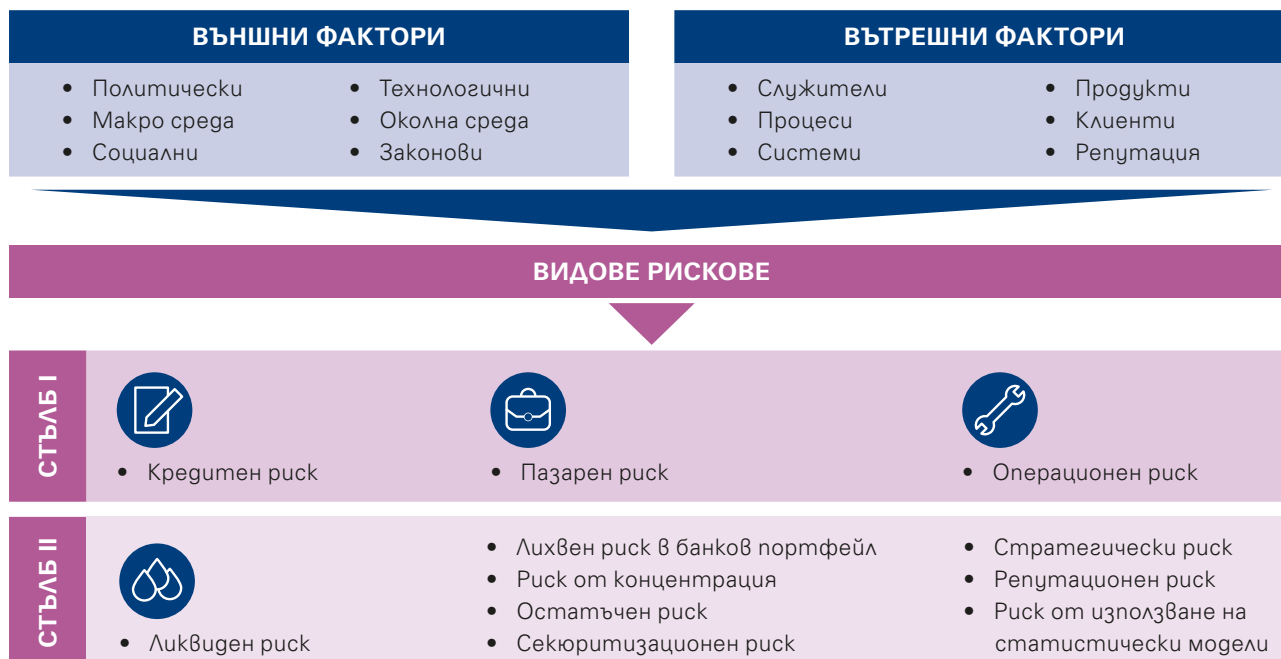 ВЪНШНИ ФАКТОРИ
• Политически
• Макро среда
• Социални
• Технологични
• Околна среда
• Законови
ВЪТРЕШНИ ФАКТОРИ
• Служители
• Процеси
• Системи
• Продукти
• Клиенти
• Репутация
ВИДОВЕ РИСКОВЕ
СТЪЛБ I
• Кредитен риск
• Пазарен риск
• Операционен риск
СТЪЛБ II
• Ликвиден риск
• Лихвен риск в банков портфейл
• Риск от концентрация
• Остатъчен риск
• Секюритизационен риск
• Стратегически риск
• Репутационен риск
• Риск от използване на
статистически модели